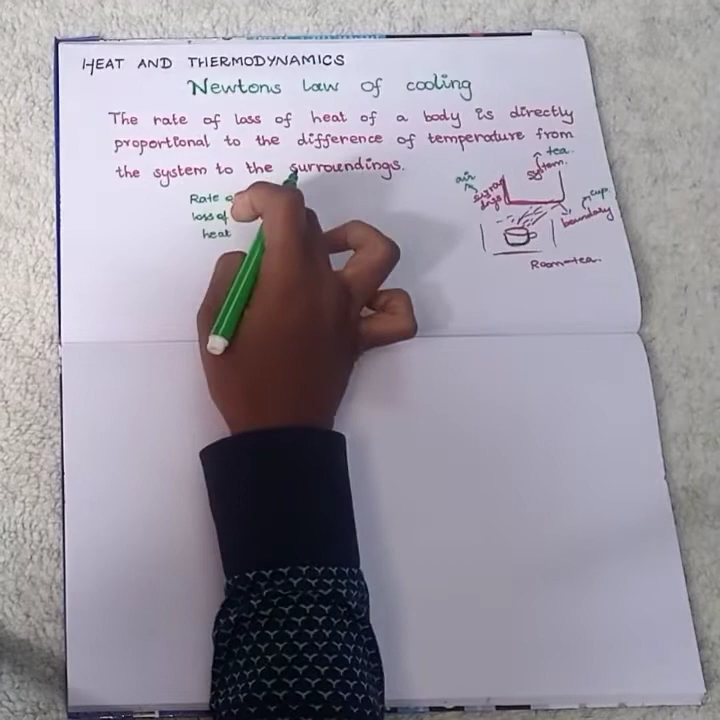 HEAT AND THERMODYNAMICS
Newtons law of cooling
The rate of loss of heat of a body is directly
proportional to the difference of temperature from
the system to the surroundings.
tea.
system.
air
cup
boundary
Room-tea.
Rate of
loss of
heat